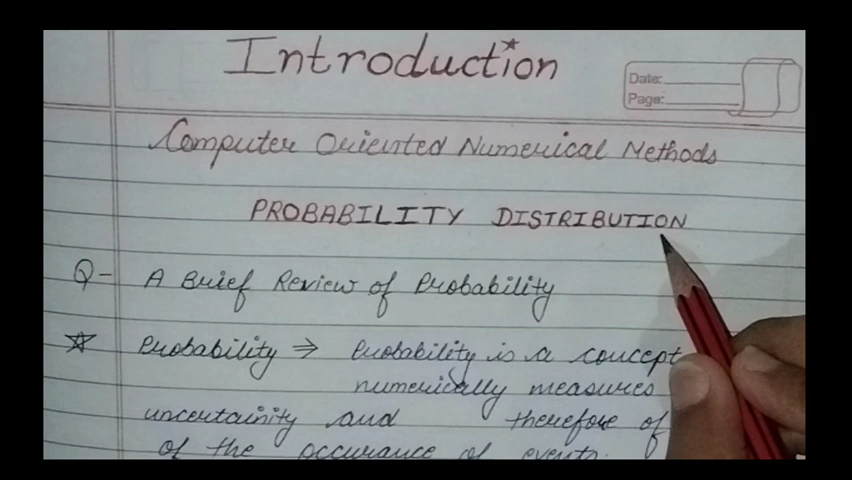 Introduction
Date:
Page:
Computer Oriented Numerical Methods
PROBABILITY DISTRIBUTION
Q- A Brief Review of Probability
☆ Probability ⇒ Probability is a concept
numerically measures
uncertainity and therefore of
of the occurance of events.